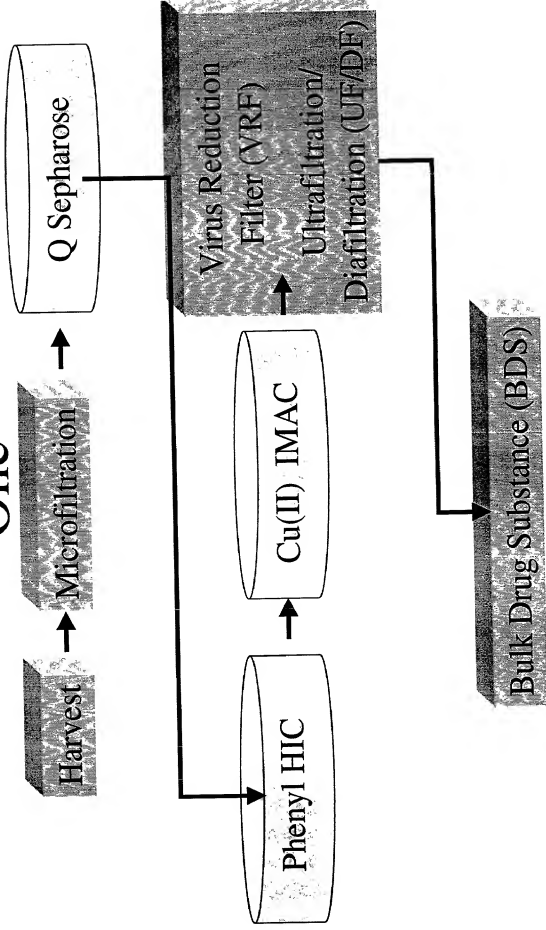 One
Harvest
Microfiltration
Q Sepharose
Phenyl HIC
Cu(II) IMAC
Virus Reduction
Filter (VRF)
Ultrafiltration/
Diafiltration (UF/DF)
Bulk Drug Substance (BDS)